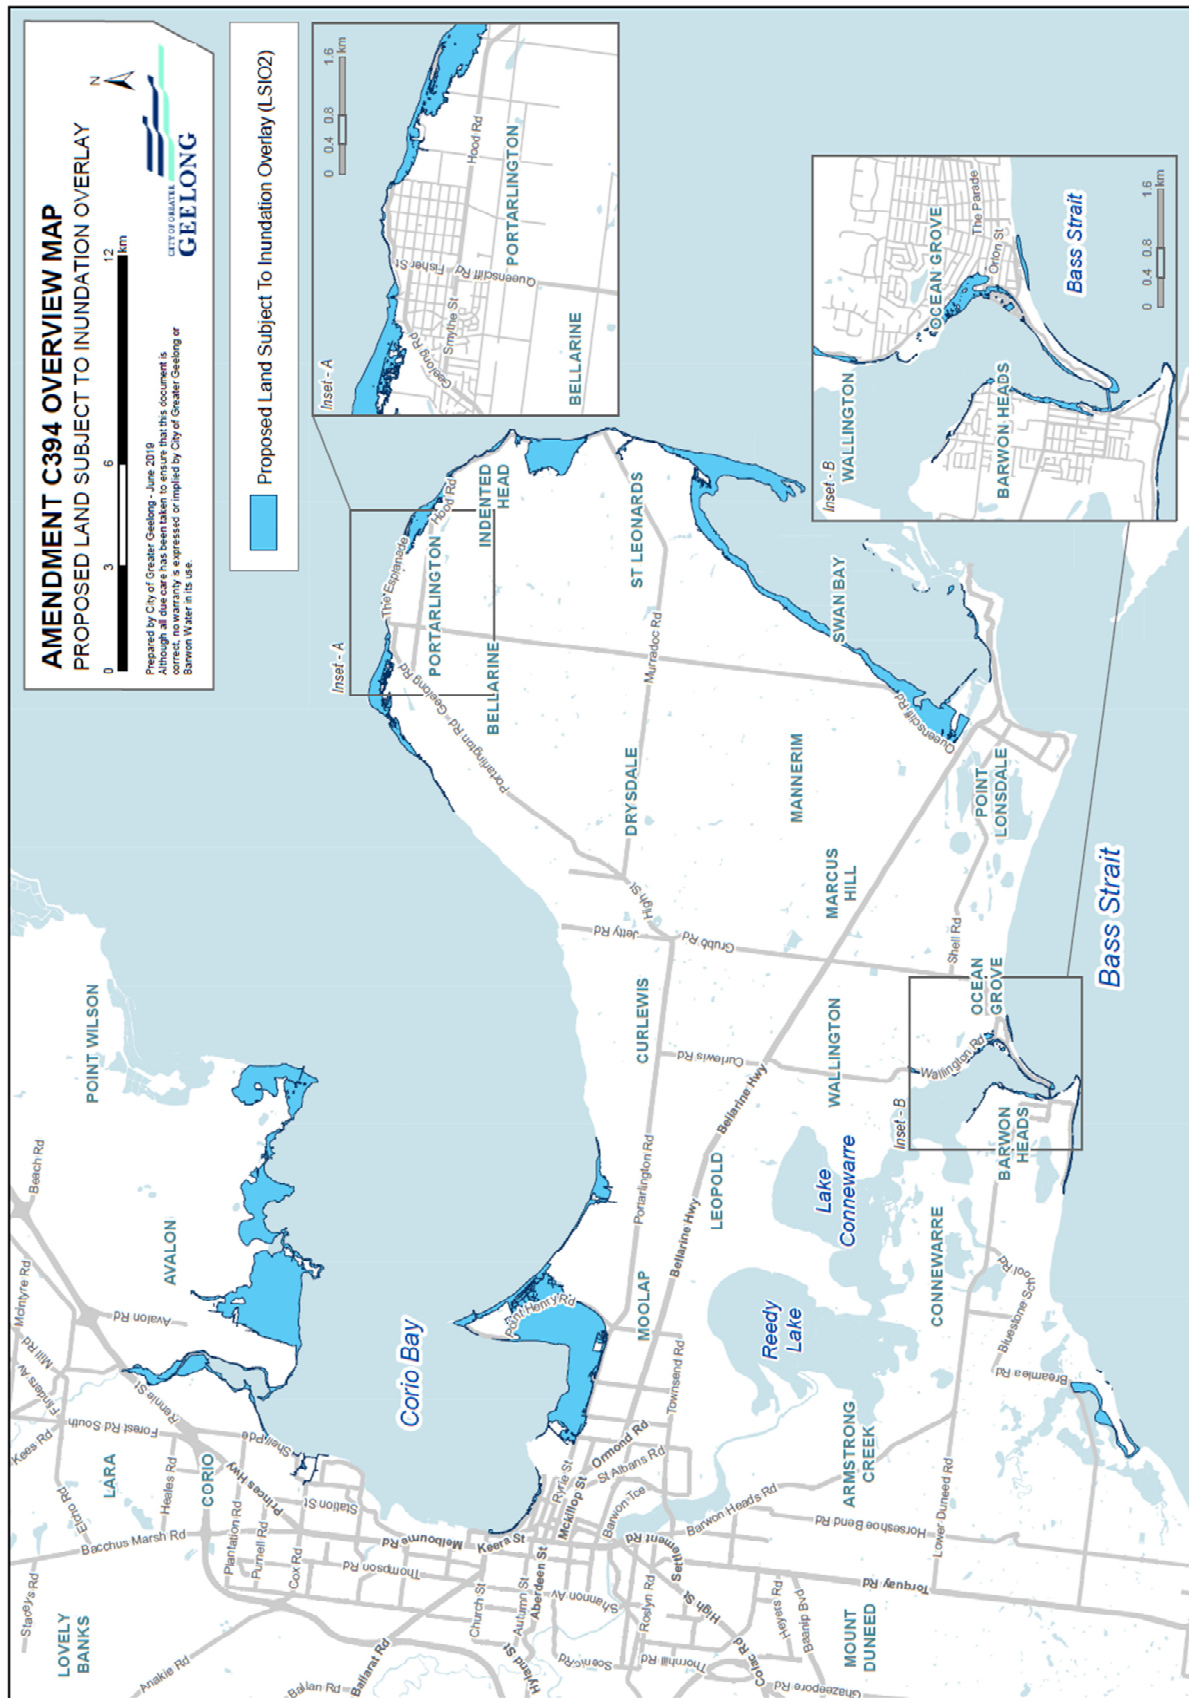 AMENDMENT C394 OVERVIEW MAP
PROPOSED LAND SUBJECT TO INUNDATION OVERLAY
0
3
6
12
km
N
Prepared by City of Greater Geelong - June 2019
Although all due care has been taken to ensure that this document is
correct, no warranty is expressed or implied by City of Greater Geelong or
Barwon Water in its use.
CITY OF GREATER
GEELONG
Proposed Land Subject To Inundation Overlay (LSIO2)
Inset - A
0 0.4 0.8 1.6
km
Hood Rd
PORTARLINGTON
Fisher St
Queenscliff Rd
Smythe St
Geelong Rd
BELLARINE
Inset - B
WALLINGTON
OCEAN GROVE
The Parade
Orton St
BARWON HEADS
Bass Strait
0 0.4 0.8 1.6
km
Staceys Rd
Kees Rd
Flinders Av
Mill Rd
McIntyre Rd
Beach Rd
POINT WILSON
LOVELY
BANKS
Bacchus Marsh Rd
Elcho Rd
LARA
Heales Rd
Forest Rd South
Rennie St
Avalon Rd
AVALON
Anakie Rd
CORIO
Plantation Rd
Purnell Rd
Cox Rd
Princes Hwy
Shell Pde
Station St
Thompson Rd
Melbourne Rd
Ballan Rd
Ballarat Rd
Corio Bay
Church St
Keera St
Autumn St
Hyland St
Aberdeen St
Ryrie St
Mckillop St
Ormond Rd
St Albans Rd
Point Henry Rd
Shannon Av
Barwon Tce
Scenic Rd
Roslyn Rd
Settlement Rd
Townsend Rd
MOOLAP
Portarlington Rd
Bellarine Hwy
LEOPOLD
Bellarine Hwy
Curlewis Rd
CURLEWIS
Jetty Rd
High St
Grubb Rd
DRYSDALE
Portarlington Rd
Geelong Rd
Inset - A
The Esplanade
PORTARLINGTON
Hood Rd
BELLARINE
INDENTED
HEAD
ST LEONARDS
Murradoc Rd
Thornhill Rd
High St
Colac Rd
Barwon Heads Rd
Heyers Rd
Baanip Bvd
Ghazeepore Rd
MOUNT
DUNEED
Horseshoe Bend Rd
ARMSTRONG
CREEK
Reedy
Lake
Lake
Connewarre
WALLINGTON
MARCUS
HILL
MANNERIM
SWAN BAY
Queenscliff Rd
Torquay Rd
Lower Duneed Rd
CONNEWARRE
Inset - B
Wallington Rd
Shell Rd
OCEAN
GROVE
POINT
LONSDALE
Bluestone School Rd
Breamlea Rd
BARWON
HEADS
Bass Strait